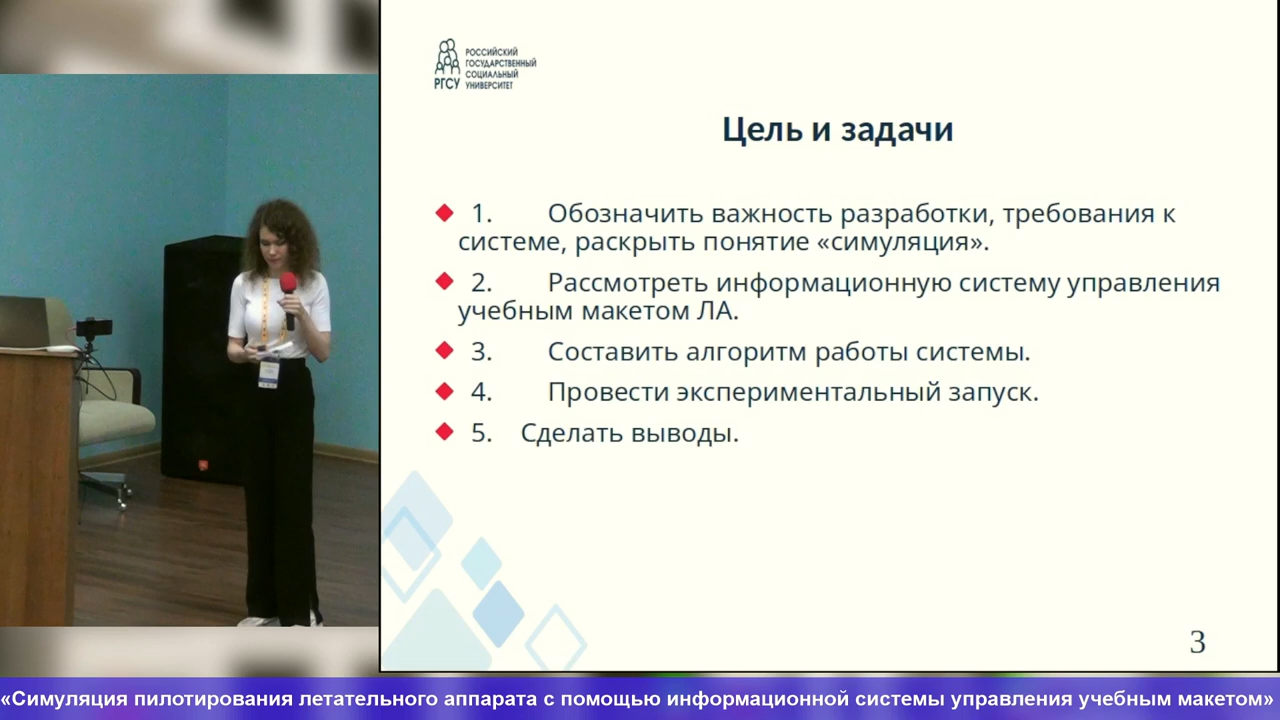 РОССИЙСКИЙ
ГОСУДАРСТВЕННЫЙ
СОЦИАЛЬНЫЙ
УНИВЕРСИТЕТ
РГСУ
Цель и задачи
1. Обозначить важность разработки, требования к
системе, раскрыть понятие «симуляция».
2. Рассмотреть информационную систему управления
учебным макетом ЛА.
3. Составить алгоритм работы системы.
4. Провести экспериментальный запуск.
5. Сделать выводы.
3
«Симуляция пилотирования летательного аппарата с помощью информационной системы управления учебным макетом»